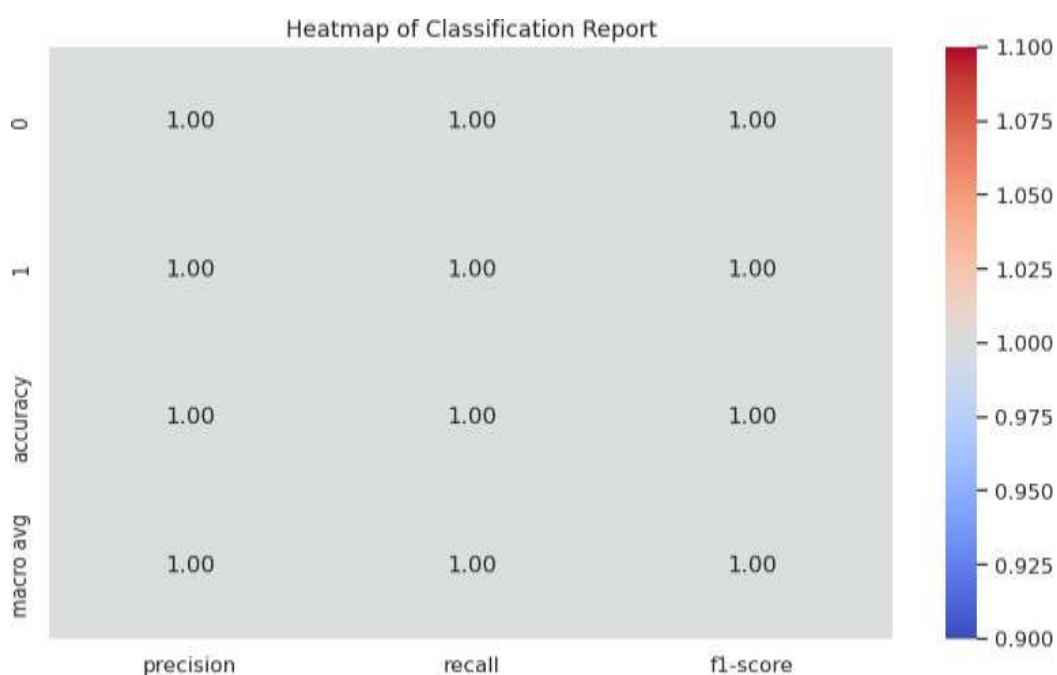 Heatmap of Classification Report
0 1.00 1.00 1.00
1 1.00 1.00 1.00
accuracy 1.00 1.00 1.00
macro avg 1.00 1.00 1.00
precision recall f1-score
1.100
1.075
1.050
1.025
1.000
0.975
0.950
0.925
0.900